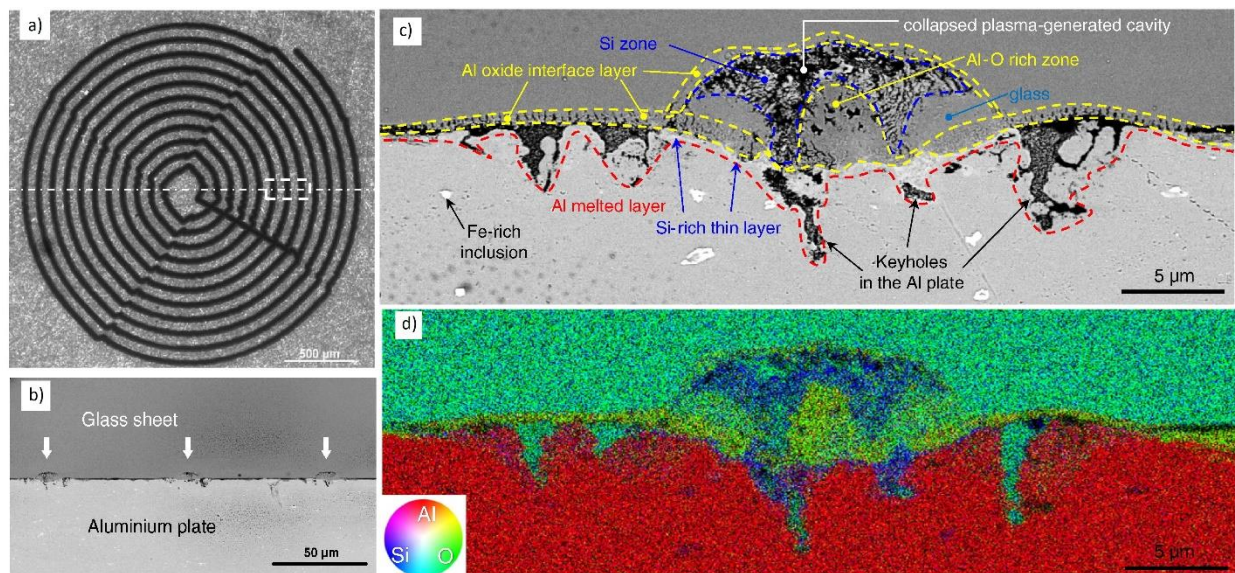 a)
500 µm
b)
Glass sheet
Aluminium plate
50 µm
c)
collapsed plasma-generated cavity
Si zone
Al-O rich zone
Al oxide interface layer
glass
Al melted layer
Si-rich thin layer
Fe-rich
inclusion
Keyholes
in the Al plate
5 µm
d)
Al
Si
O
5 µm